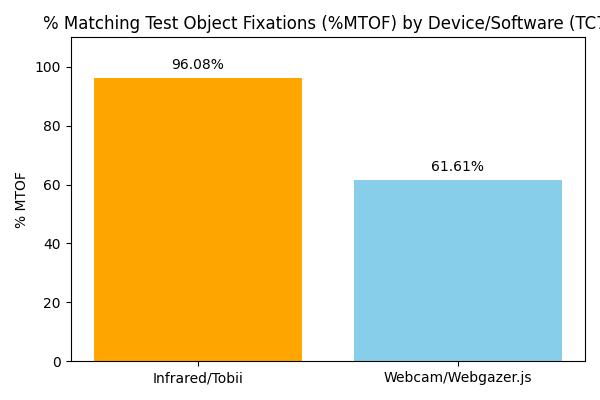 % Matching Test Object Fixations (%MTOF) by Device/Software (TC7
96.08%
61.61%
% MTOF
100
80
60
40
20
0
Infrared/Tobii
Webcam/Webgazer.js